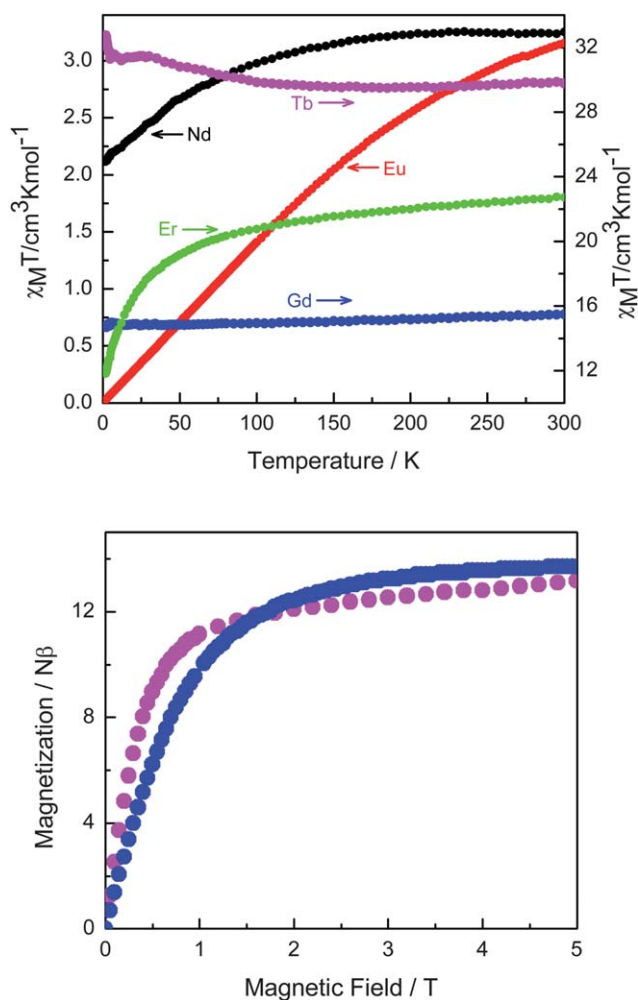 3.0
2.5
2.0
1.5
1.0
0.5
0.0
χMT/cm³Kmol⁻¹
32
28
24
20
16
12
χMT/cm³Kmol⁻¹
Tb
Nd
Eu
Er
Gd
0 50 100 150 200 250 300
Temperature / K
12
8
4
0
Magnetization / Nβ
0 1 2 3 4 5
Magnetic Field / T